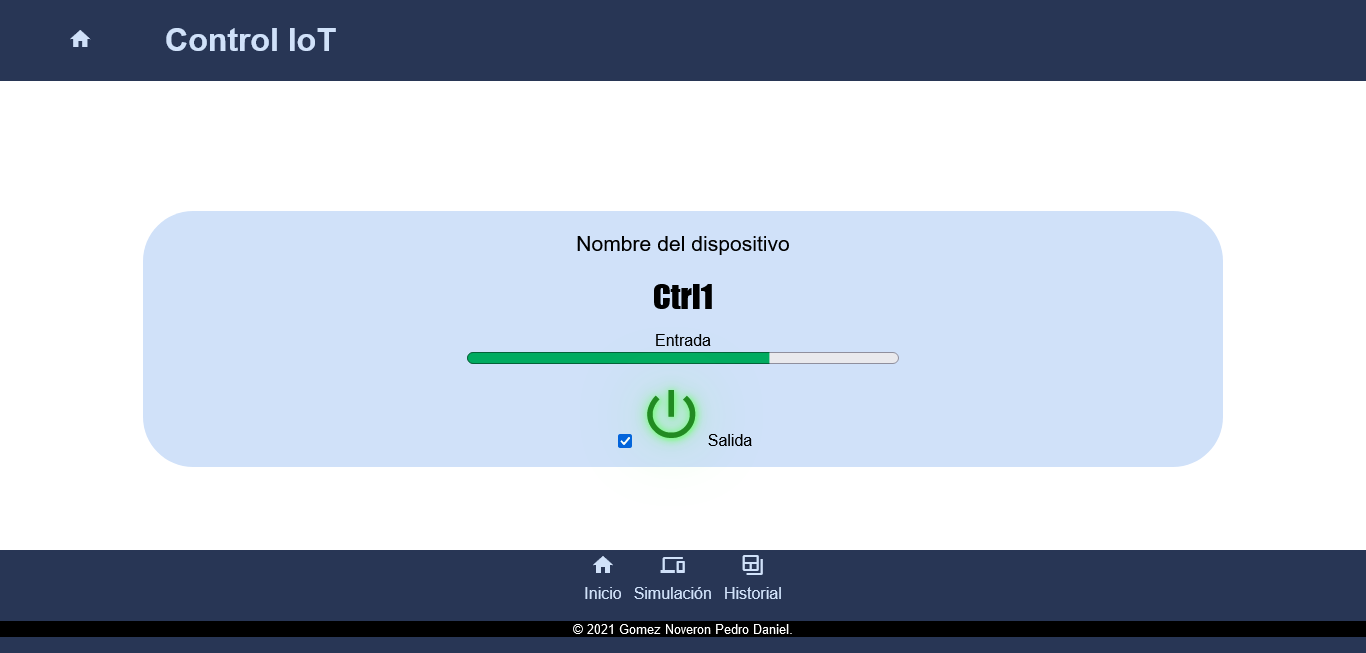 Control IoT
Nombre del dispositivo
Ctrl1
Entrada
Salida
Inicio Simulación Historial
© 2021 Gomez Noveron Pedro Daniel.